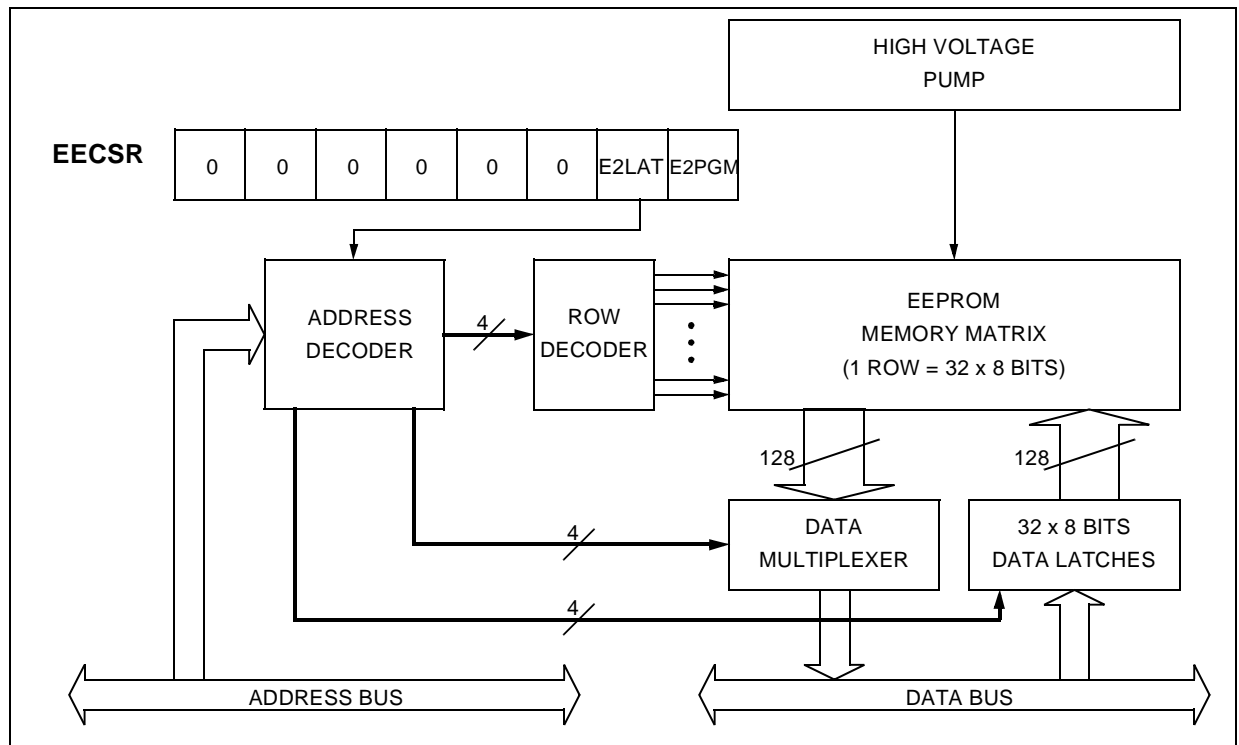 HIGH VOLTAGE
PUMP
EECSR
0 0 0 0 0 0 E2LAT E2PGM
ADDRESS
DECODER
4
ROW
DECODER
EEPROM
MEMORY MATRIX
(1 ROW = 32 x 8 BITS)
128
128
4
DATA
MULTIPLEXER
32 x 8 BITS
DATA LATCHES
4
ADDRESS BUS
DATA BUS